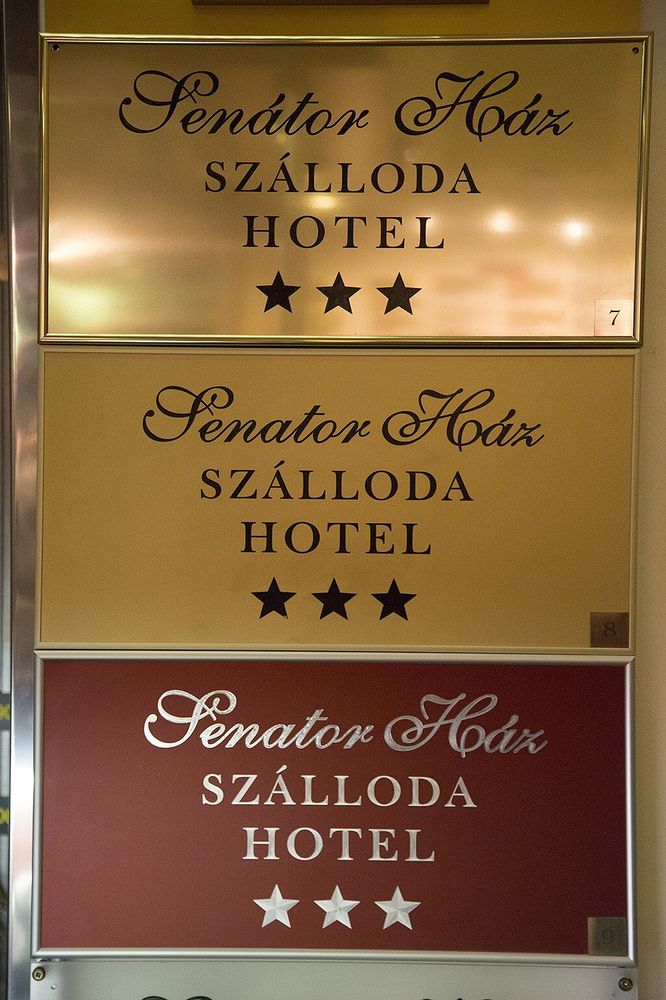 Senátor Ház
SZÁLLODA
HOTEL
7
Senator Ház
SZÁLLODA
HOTEL
8
Senator Ház
SZÁLLODA
HOTEL
9